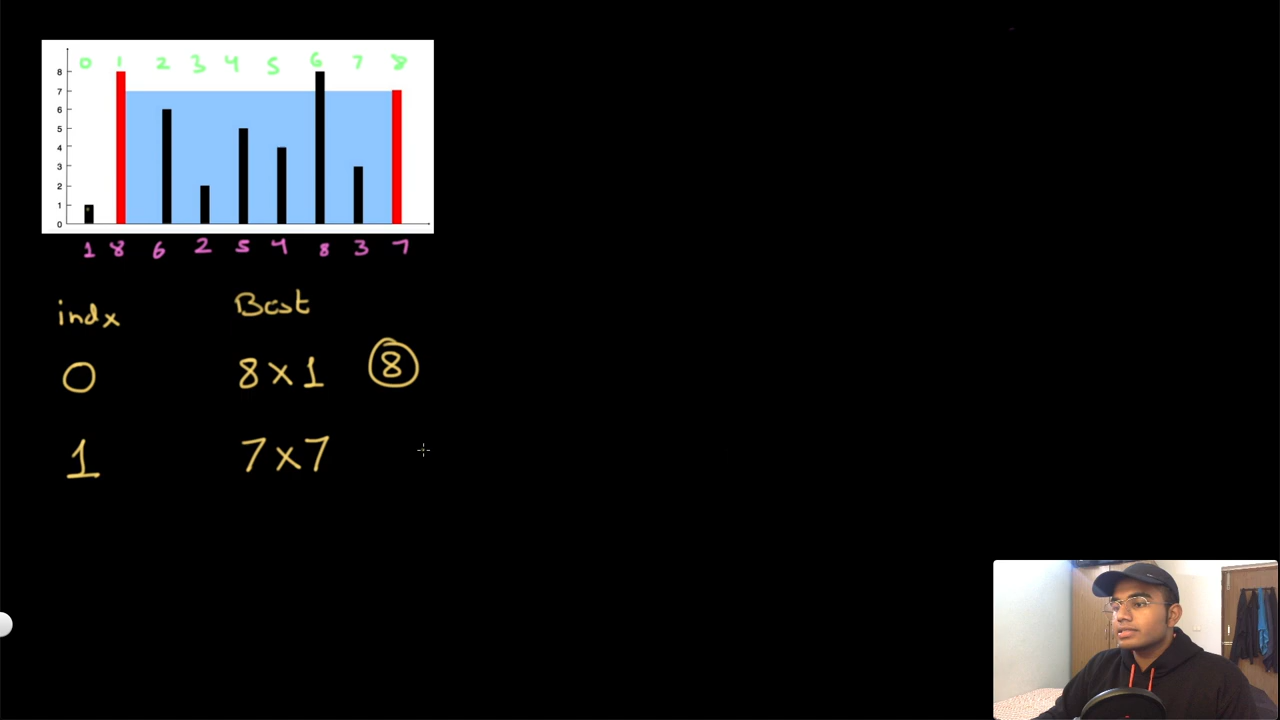 0 1 2 3 4 5 6 7 8
8
7
6
5
4
3
2
1
0
1 8 6 2 5 4 8 3 7
indx Best
0 8 x 1 8
1 7 x 7